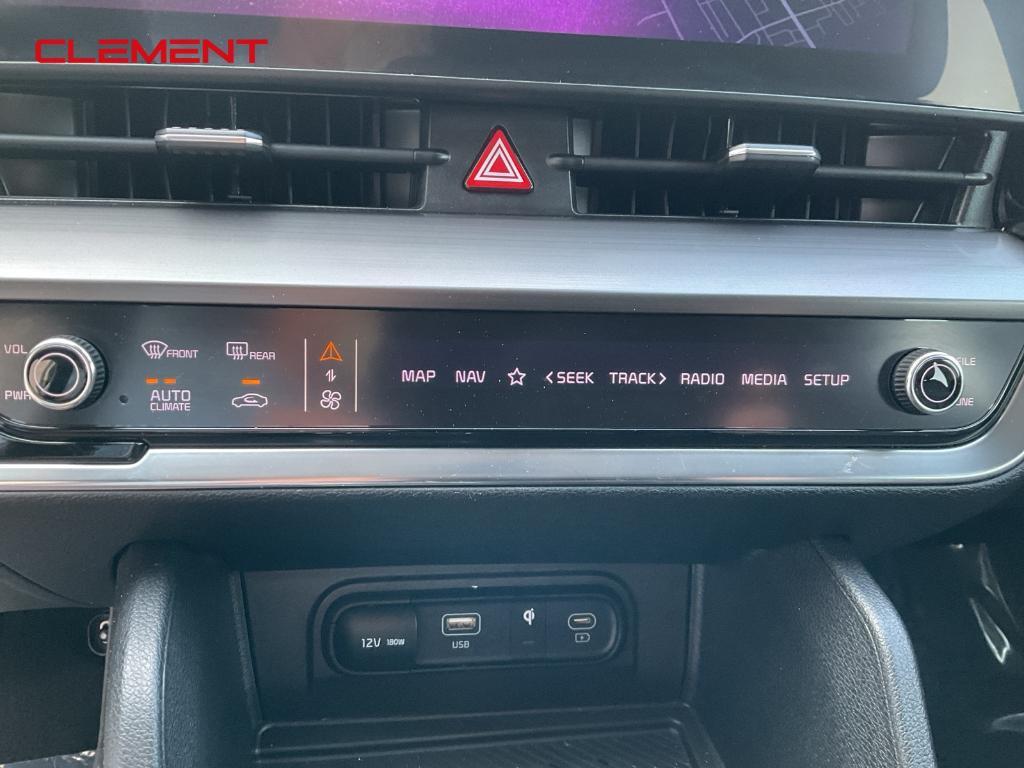 CLEMENT
VOL
PWR
FRONT
REAR
AUTO
CLIMATE
MAP NAV <SEEK TRACK> RADIO MEDIA SETUP
12V 180W
USB